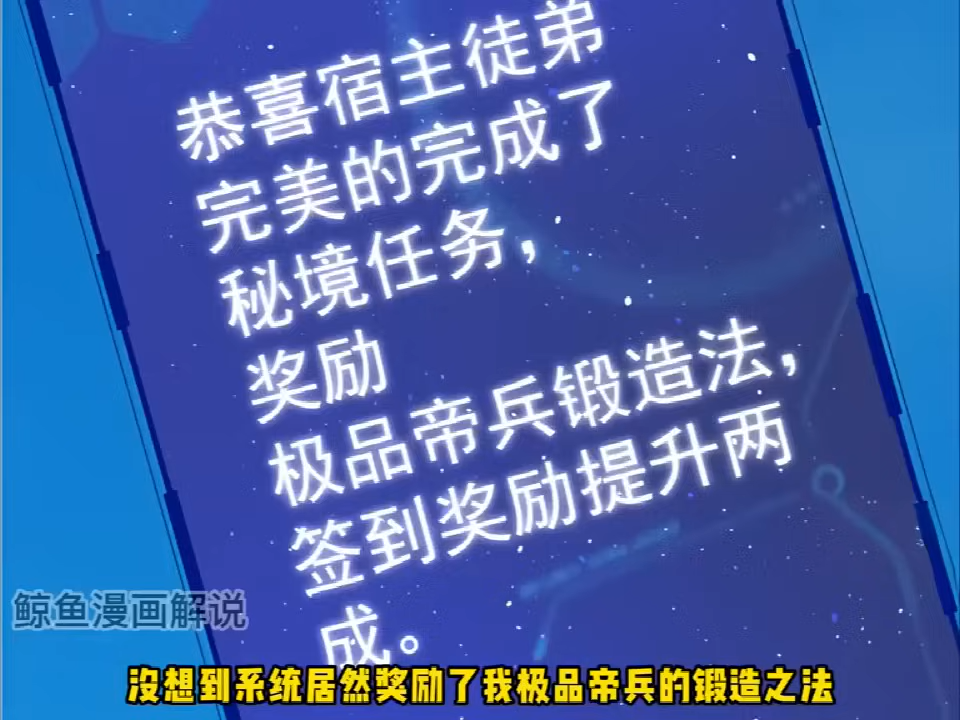 恭喜宿主徒弟
完美的完成了
秘境任务，
奖励
极品帝兵锻造法，
签到奖励提升两
成。
鲸鱼漫画解说
没想到系统居然奖励了我极品帝兵的锻造之法